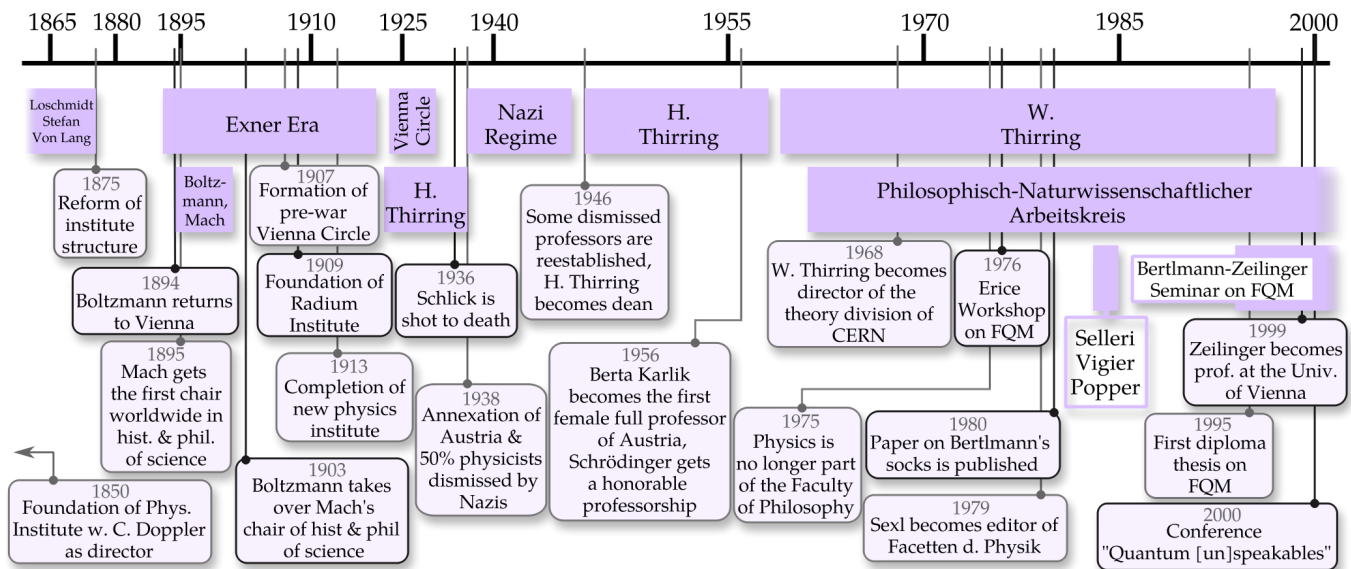 1865 1880 1895 1910 1925 1940 1955 1970 1985 2000
Loschmidt
Stefan
Von Lang
Exner Era
Vienna
Circle
Nazi
Regime
H.
Thirring
W.
Thirring
Boltz-
mann,
Mach
H.
Thirring
Philosophisch-Naturwissenschaftlicher
Arbeitskreis
1875
Reform of
institute
structure
1907
Formation of
pre-war
Vienna Circle
1946
Some dismissed
professors are
reestablished,
H. Thirring
becomes dean
1968
W. Thirring becomes
director of the
theory division of
CERN
1976
Erice
Workshop
on FQM
Bertlmann-Zeilinger
Seminar on FQM
1894
Boltzmann returns
to Vienna
1909
Foundation of
Radium
Institute
1936
Schlick is
shot to death
Selleri
Vigier
Popper
1999
Zeilinger becomes
prof. at the Univ.
of Vienna
1895
Mach gets
the first chair
worldwide in
hist. & phil.
of science
1913
Completion of
new physics
institute
1938
Annexation of
Austria &
50% physicists
dismissed by
Nazis
1956
Berta Karlik
becomes the first
female full professor
of Austria,
Schrödinger gets
a honorable
professorship
1975
Physics is
no longer part
of the Faculty
of Philosophy
1980
Paper on Bertlmann's
socks is published
1995
First diploma
thesis on
FQM
1850
Foundation of Phys.
Institute w. C. Doppler
as director
1903
Boltzmann takes
over Mach's
chair of hist & phil
of science
1979
Sexl becomes editor of
Facetten d. Physik
2000
Conference
"Quantum [un]speakables"